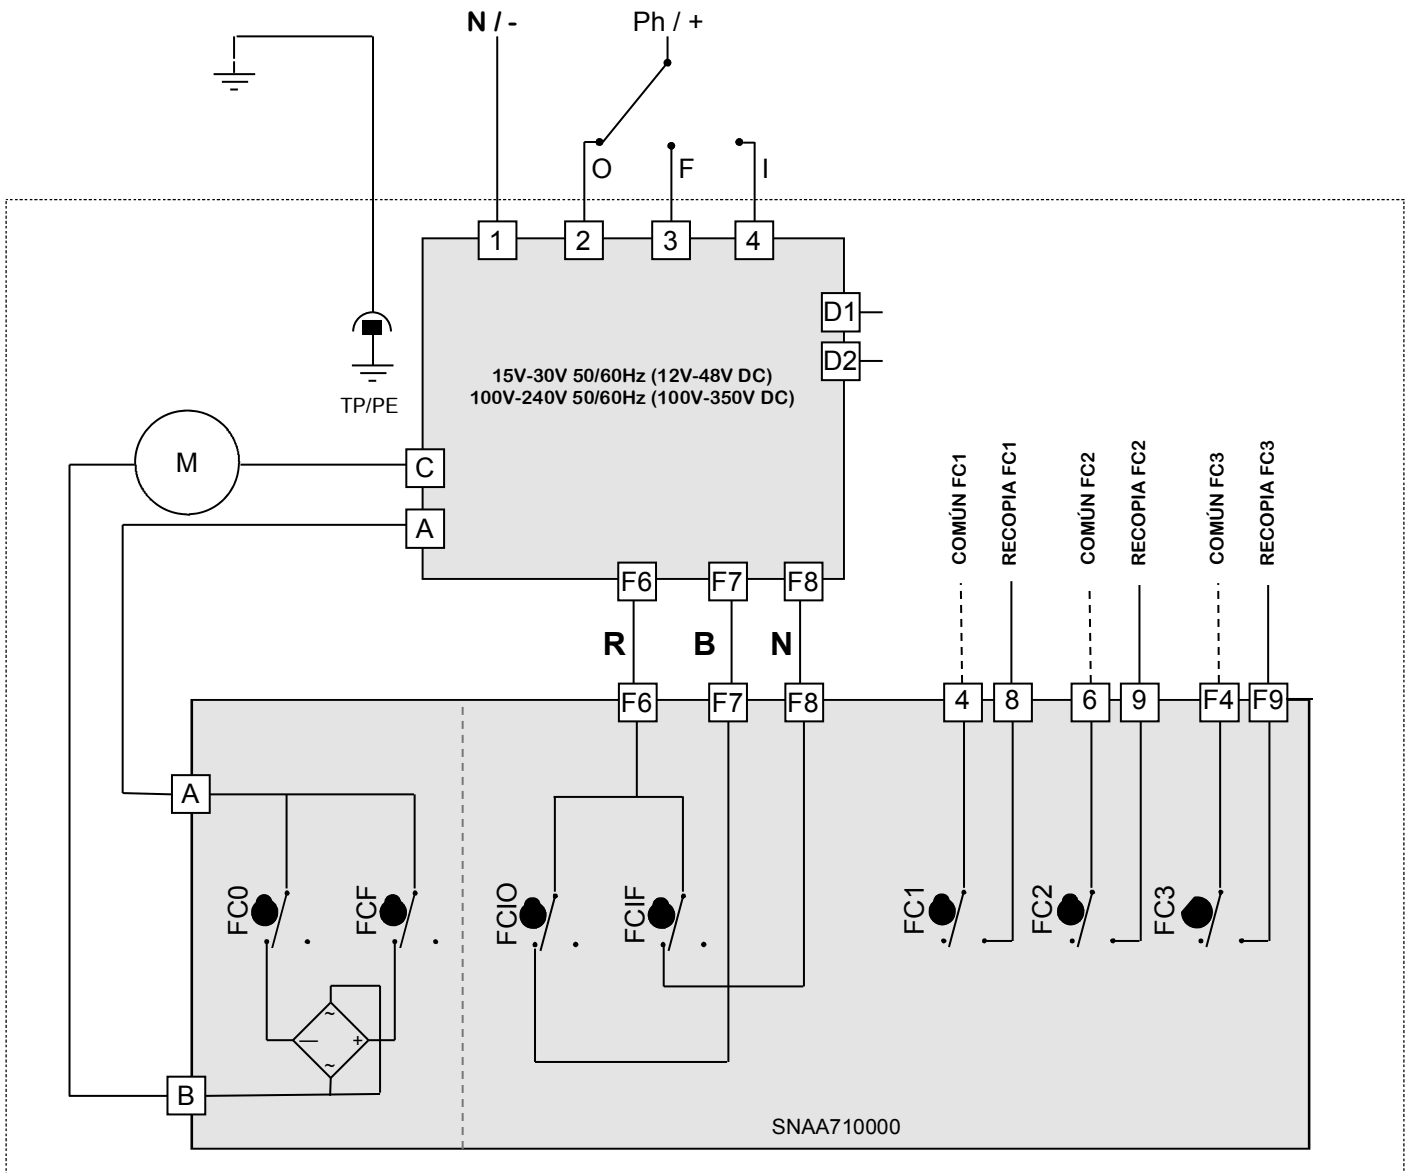 N / -
Ph / +
O
F
I
1
2
3
4
D1
D2
15V-30V 50/60Hz (12V-48V DC)
100V-240V 50/60Hz (100V-350V DC)
TP/PE
M
C
A
COMÚN FC1
RECOPIA FC1
COMÚN FC2
RECOPIA FC2
COMÚN FC3
RECOPIA FC3
F6
F7
F8
R
B
N
F6
F7
F8
4
8
6
9
F4
F9
A
FC0
FCF
FCIO
FCIF
FC1
FC2
FC3
~
—
+
~
B
SNAA710000